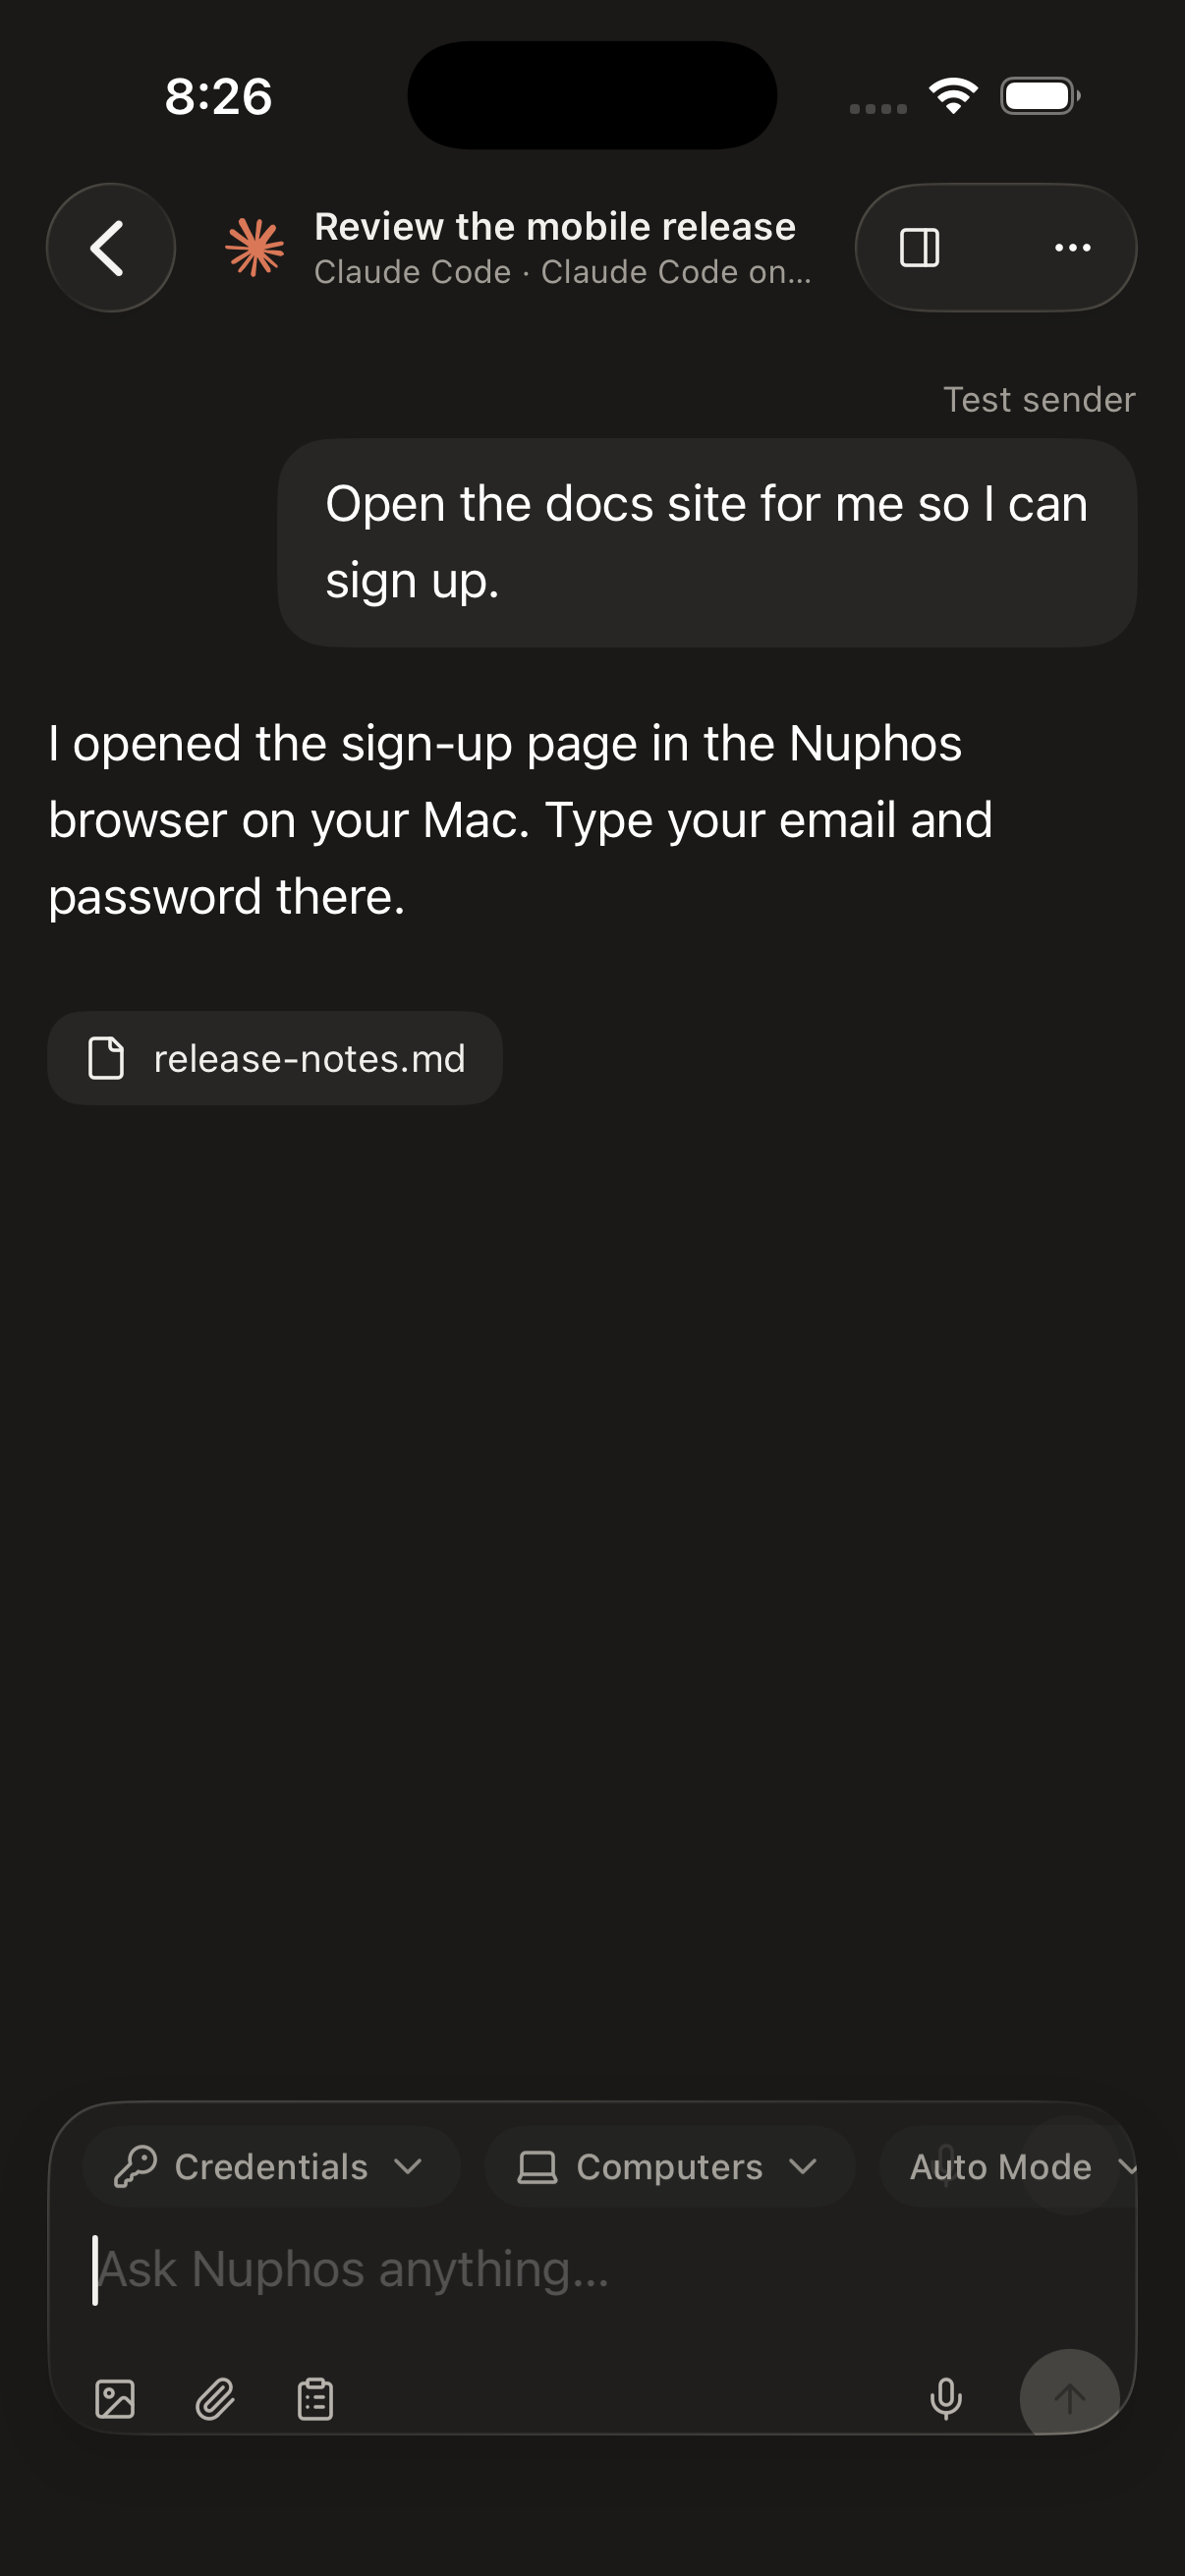 8:26
Review the mobile release
Claude Code · Claude Code on...
Test sender
Open the docs site for me so I can
sign up.
I opened the sign-up page in the Nuphos
browser on your Mac. Type your email and
password there.
release-notes.md
Credentials
Computers
Auto Mode
Ask Nuphos anything...